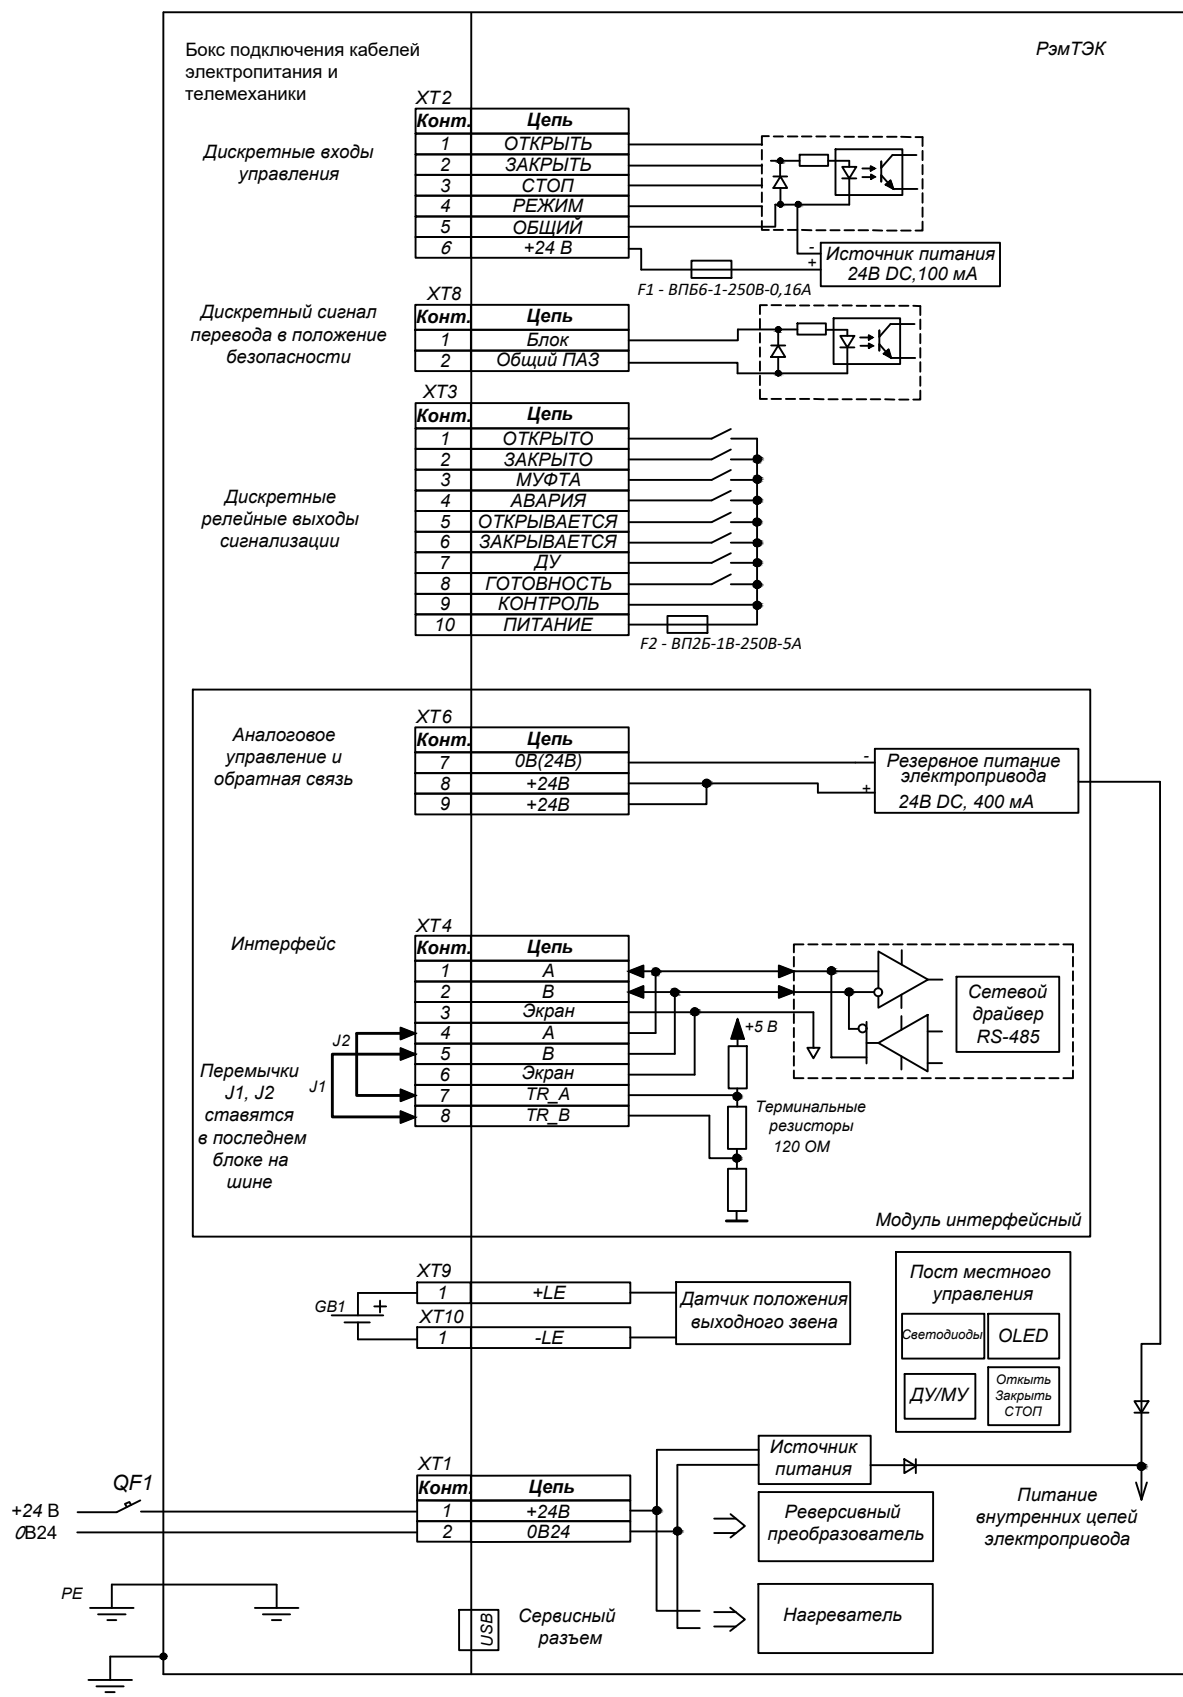 Бокс подключения кабелей
электропитания и
телемеханики
РэмТЭК
Дискретные входы
управления
XT2
Конт. Цепь
1 ОТКРЫТЬ
2 ЗАКРЫТЬ
3 СТОП
4 РЕЖИМ
5 ОБЩИЙ
6 +24 В
-
+
Источник питания
24В DC,100 мА
F1 - ВПБ6-1-250В-0,16А
Дискретный сигнал
перевода в положение
безопасности
XT8
Конт. Цепь
1 Блок
2 Общий ПАЗ
Дискретные
релейные выходы
сигнализации
XT3
Конт. Цепь
1 ОТКРЫТО
2 ЗАКРЫТО
3 МУФТА
4 АВАРИЯ
5 ОТКРЫВАЕТСЯ
6 ЗАКРЫВАЕТСЯ
7 ДУ
8 ГОТОВНОСТЬ
9 КОНТРОЛЬ
10 ПИТАНИЕ
F2 - ВП2Б-1В-250В-5А
Аналоговое
управление и
обратная связь
XT6
Конт. Цепь
7 0В(24В)
8 +24В
9 +24В
-
+
Резервное питание
электропривода
24В DC, 400 мА
Интерфейс
XT4
Конт. Цепь
1 A
2 B
3 Экран
4 A
5 B
6 Экран
7 TR_A
8 TR_B
J2
J1
Перемычки
J1, J2
ставятся
в последнем
блоке на
шине
+5 В
Терминальные
резисторы
120 ОМ
Сетевой
драйвер
RS-485
Модуль интерфейсный
XT9
1 +LE
XT10
1 -LE
GB1
+
Датчик положения
выходного звена
Пост местного
управления
Светодиоды
OLED
ДУ/МУ
Откыть
Закрыть
СТОП
QF1
+24 В
0В24
XT1
Конт. Цепь
1 +24В
2 0В24
Источник
питания
Реверсивный
преобразователь
Нагреватель
Питание
внутренних цепей
электропривода
PE
USB
Сервисный
разъем